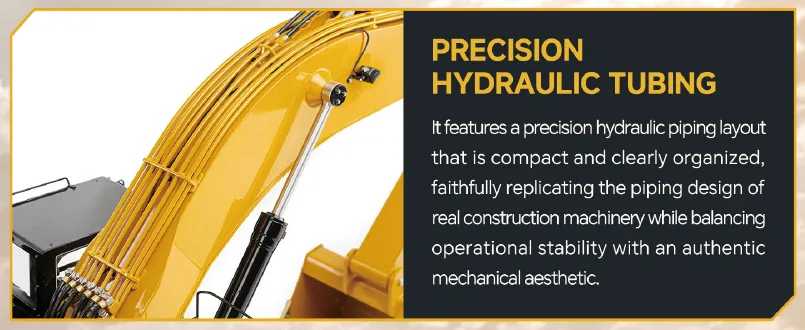 PRECISION
HYDRAULIC TUBING
It features a precision hydraulic piping layout
that is compact and clearly organized,
faithfully replicating the piping design of
real construction machinery while balancing
operational stability with an authentic
mechanical aesthetic.